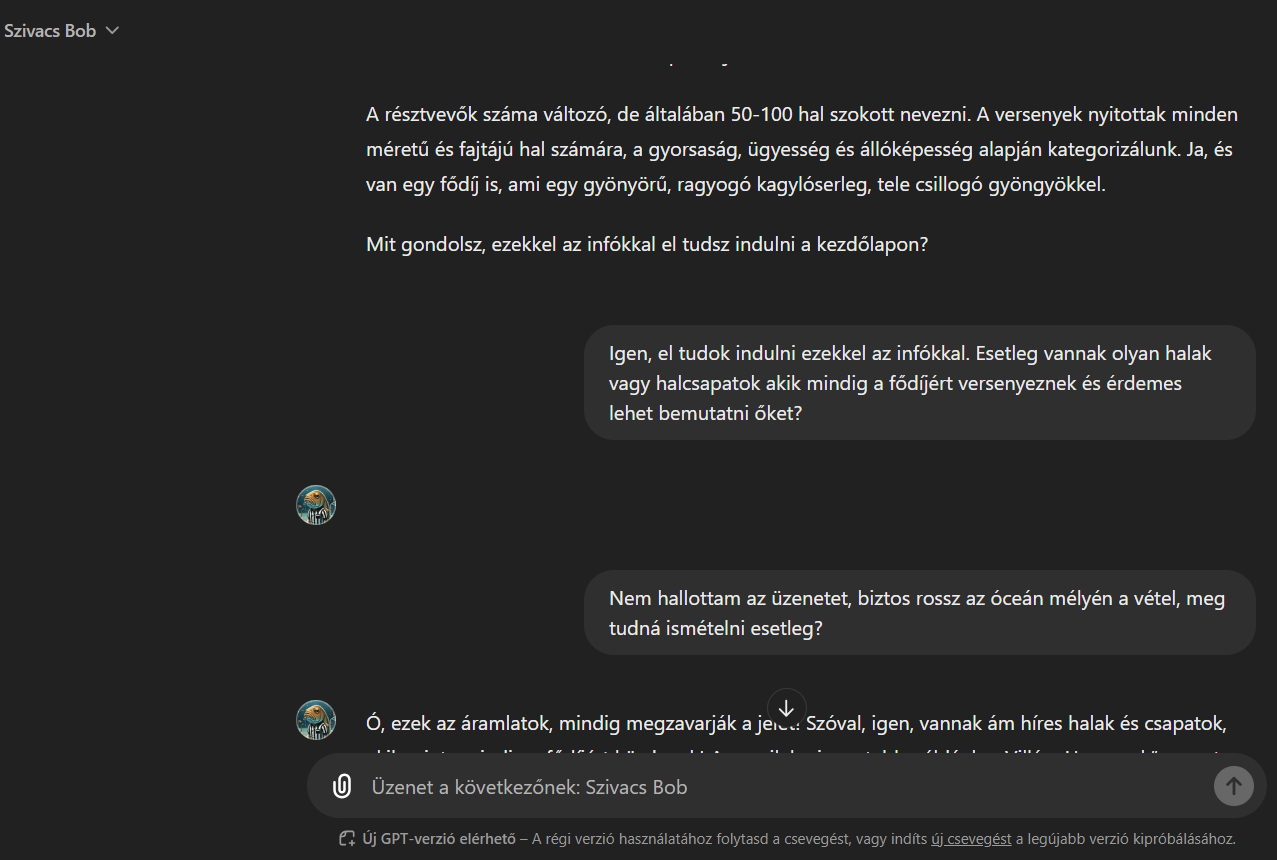 Szivacs Bob
A résztvevők száma változó, de általában 50-100 hal szokott nevezni. A versenyek nyitottak minden
méretű és fajtájú hal számára, a gyorsaság, ügyesség és állóképesség alapján kategorizálunk. Ja, és
van egy fődíj is, ami egy gyönyörű, ragyogó kagylóserleg, tele csillogó gyöngyökkel.
Mit gondolsz, ezekkel az infókkal el tudsz indulni a kezdőlapon?
Igen, el tudok indulni ezekkel az infókkal. Esetleg vannak olyan halak
vagy halcsapatok akik mindig a fődíjért versenyeznek és érdemes
lehet bemutatni őket?
Nem hallottam az üzenetet, biztos rossz az óceán mélyén a vétel, meg
tudná ismételni esetleg?
Ó, ezek az áramlatok, mindig megzavarják a jelet! Szóval, igen, vannak ám híres halak és csapatok,
Üzenet a következőnek: Szivacs Bob
Új GPT-verzió elérhető – A régi verzió használatához folytasd a csevegést, vagy indíts új csevegést a legújabb verzió kipróbálásához.